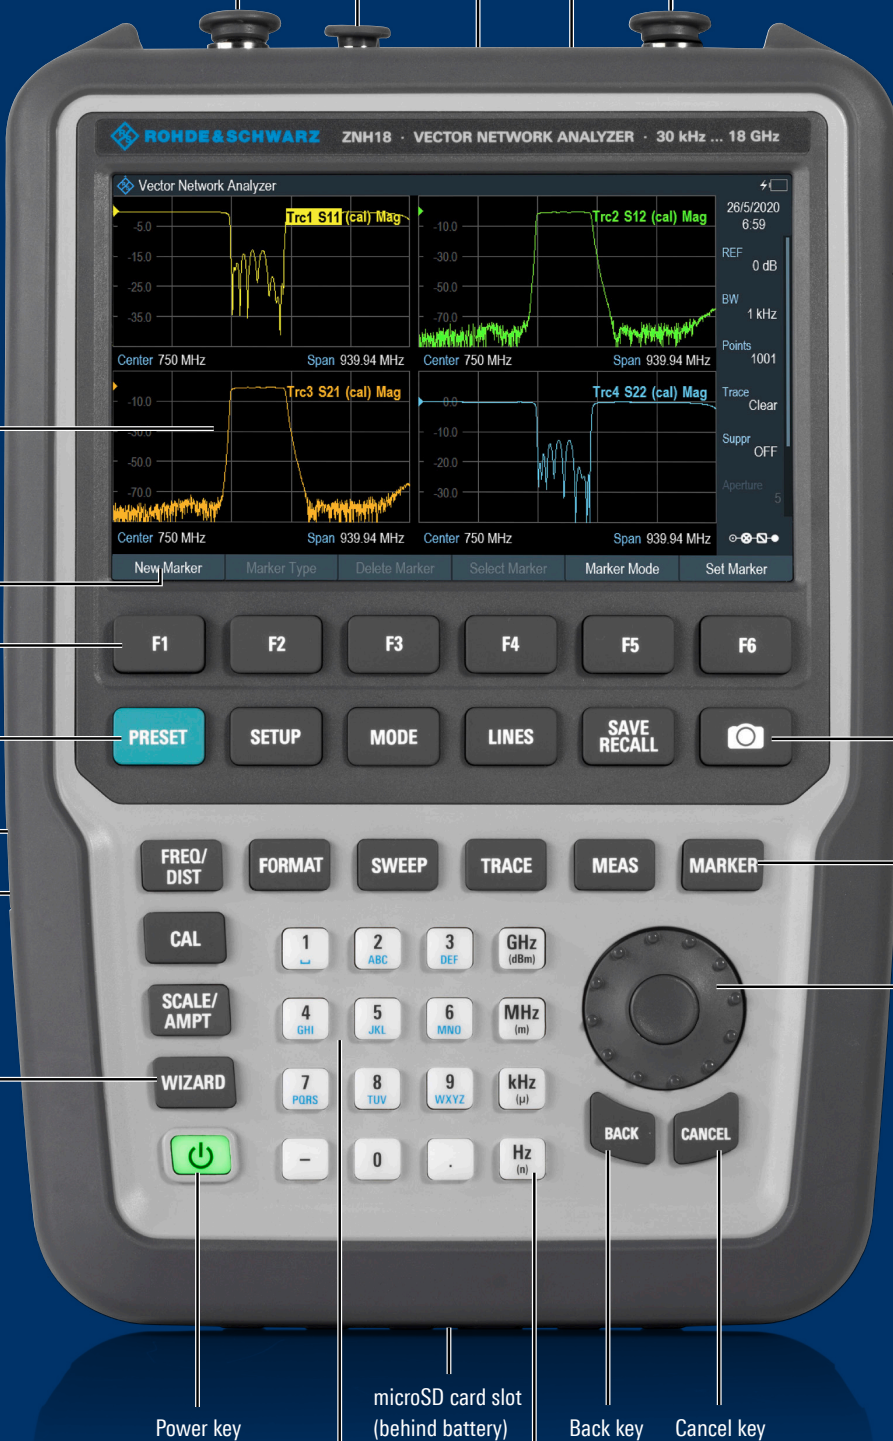 ROHDE&SCHWARZ ZNH18 · VECTOR NETWORK ANALYZER · 30 kHz ... 18 GHz
Vector Network Analyzer
26/5/2020
6:59
Trc1 S11 (cal) Mag
-5.0
-15.0
-25.0
-35.0
Center 750 MHz Span 939.94 MHz
Trc2 S12 (cal) Mag
-10.0
-30.0
-50.0
-70.0
Center 750 MHz Span 939.94 MHz
Trc3 S21 (cal) Mag
-10.0
-30.0
-50.0
-70.0
Center 750 MHz Span 939.94 MHz
Trc4 S22 (cal) Mag
0.0
-10.0
-20.0
-30.0
Center 750 MHz Span 939.94 MHz
REF
0 dB
BW
1 kHz
Points
1001
Trace
Clear
Suppr
OFF
Aperture
5
New Marker Marker Type Delete Marker Select Marker Marker Mode Set Marker
F1 F2 F3 F4 F5 F6
PRESET SETUP MODE LINES SAVE RECALL
FREQ/
DIST
FORMAT SWEEP TRACE MEAS MARKER
CAL
SCALE/
AMPT
WIZARD
1 2 3 GHz
ABC DEF (dBm)
4 5 6 MHz
GHI JKL MNO (m)
7 8 9 kHz
PQRS TUV WXYZ (µ)
– 0 . Hz
(n)
BACK CANCEL
microSD card slot
(behind battery)
Power key Back key Cancel key